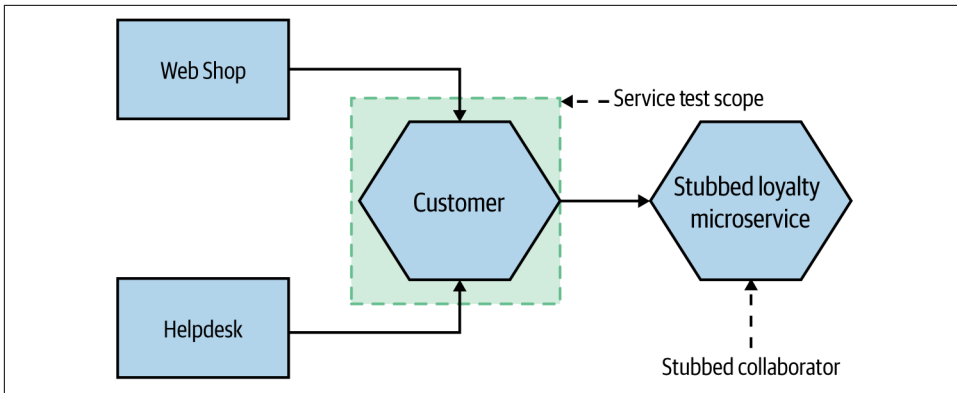 Web Shop
Service test scope
Customer
Stubbed loyalty
microservice
Helpdesk
Stubbed collaborator